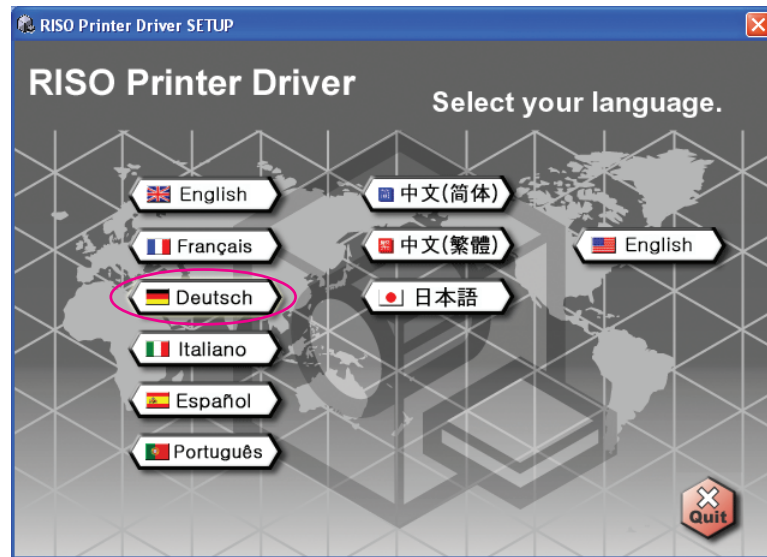 RISO Printer Driver SETUP
RISO Printer Driver
Select your language.
English
Français
Deutsch
Italiano
Español
Português
中文(简体)
中文(繁體)
日本語
English
Quit